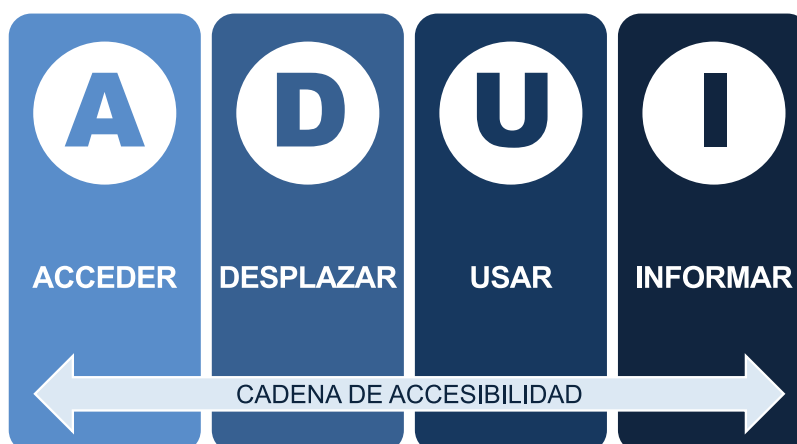 A D U I
ACCEDER DESPLAZAR USAR INFORMAR
CADENA DE ACCESIBILIDAD